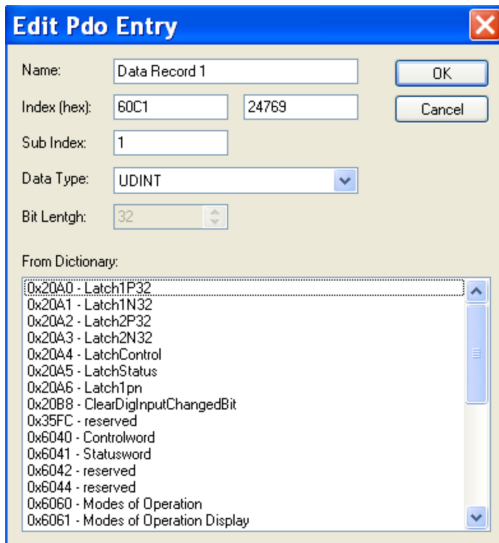 Edit Pdo Entry
Name: Data Record 1 OK
Index (hex): 60C1 24769 Cancel
Sub Index: 1
Data Type: UDINT
Bit Lentgh: 32
From Dictionary:
0x20A0 - Latch1P32
0x20A1 - Latch1N32
0x20A2 - Latch2P32
0x20A3 - Latch2N32
0x20A4 - LatchControl
0x20A5 - LatchStatus
0x20A6 - Latch1pn
0x20B8 - ClearDigInputChangedBit
0x35FC - reserved
0x6040 - Controlword
0x6041 - Statusword
0x6042 - reserved
0x6044 - reserved
0x6060 - Modes of Operation
0x6061 - Modes of Operation Display